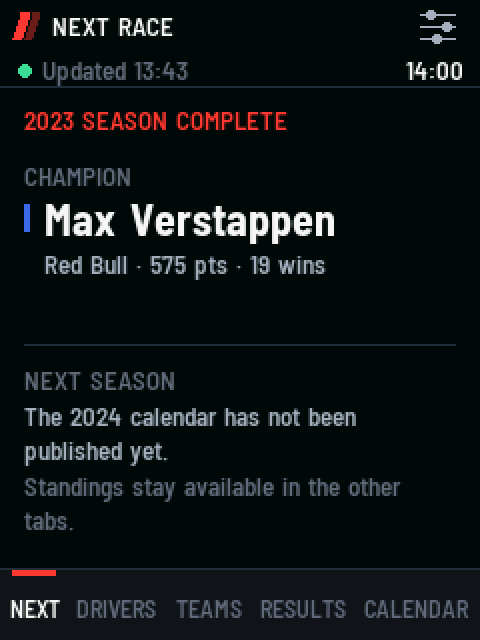 NEXT RACE
Updated 13:43
14:00
2023 SEASON COMPLETE
CHAMPION
Max Verstappen
Red Bull · 575 pts · 19 wins
NEXT SEASON
The 2024 calendar has not been
published yet.
Standings stay available in the other
tabs.
NEXT DRIVERS TEAMS RESULTS CALENDAR